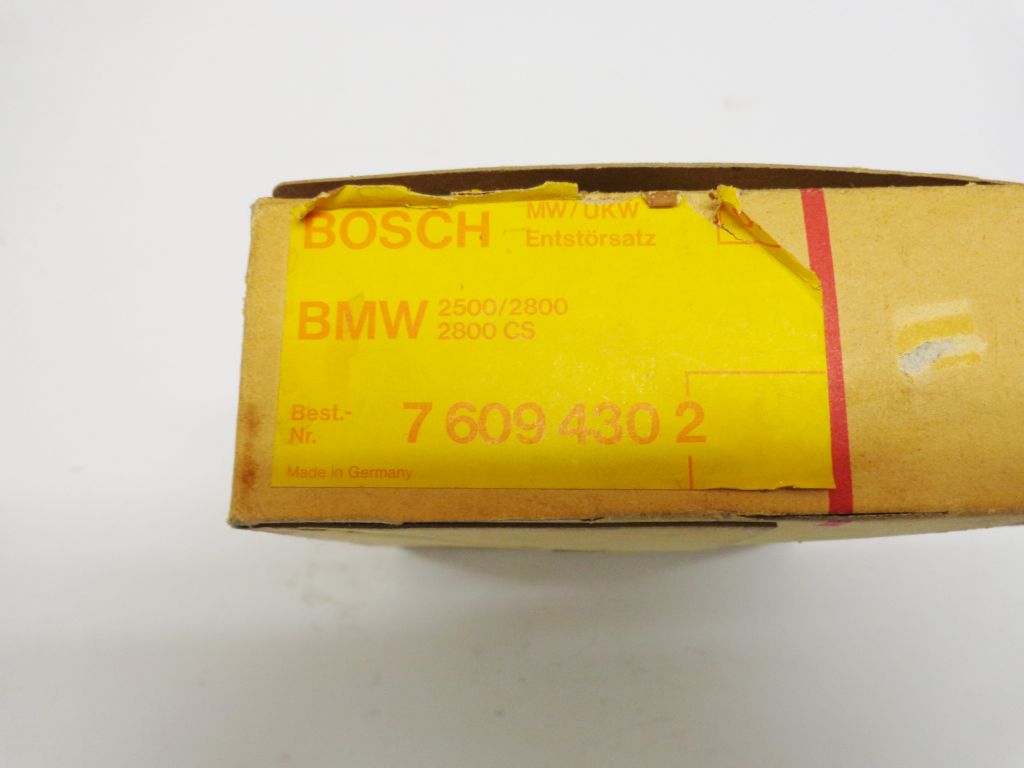 BOSCH
MW/UKW
Entstörsatz
BMW 2500/2800
2800 CS
Best.-
Nr. 7 609 430 2
Made in Germany